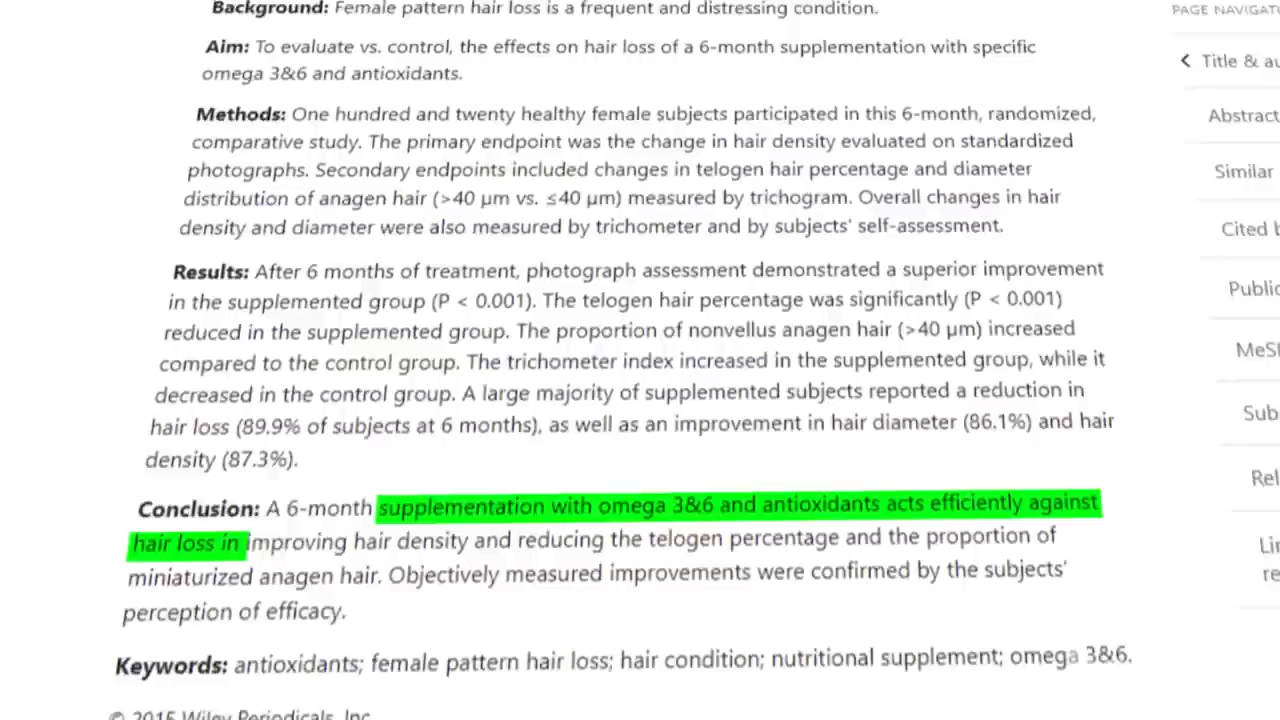 Background: Female pattern hair loss is a frequent and distressing condition.
Aim: To evaluate vs. control, the effects on hair loss of a 6-month supplementation with specific
omega 3&6 and antioxidants.
Methods: One hundred and twenty healthy female subjects participated in this 6-month, randomized,
comparative study. The primary endpoint was the change in hair density evaluated on standardized
photographs. Secondary endpoints included changes in telogen hair percentage and diameter
distribution of anagen hair (>40 μm vs. ≤40 μm) measured by trichogram. Overall changes in hair
density and diameter were also measured by trichometer and by subjects' self-assessment.
Results: After 6 months of treatment, photograph assessment demonstrated a superior improvement
in the supplemented group (P < 0.001). The telogen hair percentage was significantly (P < 0.001)
reduced in the supplemented group. The proportion of nonvellus anagen hair (>40 μm) increased
compared to the control group. The trichometer index increased in the supplemented group, while it
decreased in the control group. A large majority of supplemented subjects reported a reduction in
hair loss (89.9% of subjects at 6 months), as well as an improvement in hair diameter (86.1%) and hair
density (87.3%).
Conclusion: A 6-month supplementation with omega 3&6 and antioxidants acts efficiently against
hair loss in improving hair density and reducing the telogen percentage and the proportion of
miniaturized anagen hair. Objectively measured improvements were confirmed by the subjects'
perception of efficacy.
Keywords: antioxidants; female pattern hair loss; hair condition; nutritional supplement; omega 3&6.
© 2015 Wiley Periodicals, Inc
PAGE
Title &
Abstract
Similar
Cited